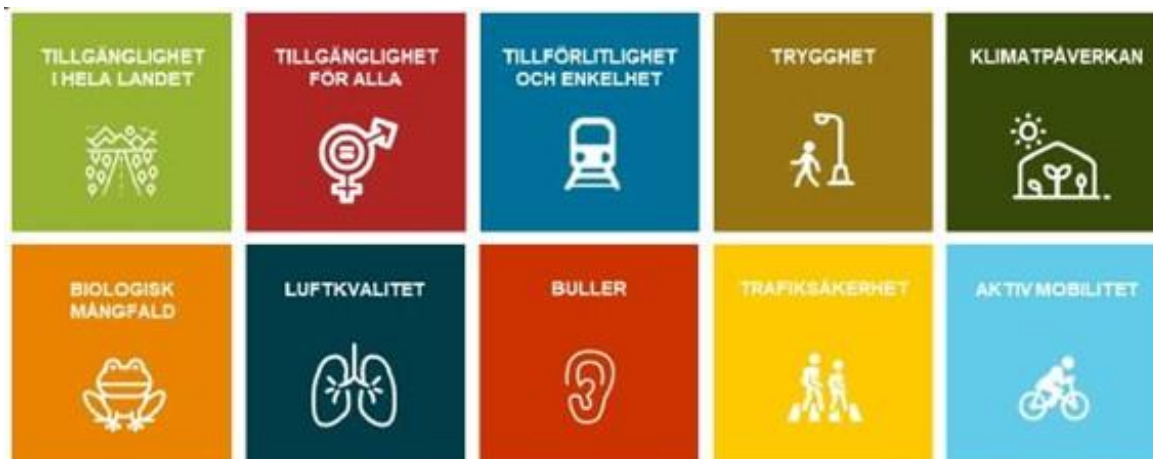 TILLGÄNGLIGHET
I HELA LANDET
TILLGÄNGLIGHET
FÖR ALLA
TILLFÖRLITLIGHET
OCH ENKELHET
TRYGGHET
KLIMATPÅVERKAN
BIOLOGISK
MÅNGFALD
LUFTKVALITET
BULLER
TRAFIKSÄKERHET
AKTIV MOBILITET